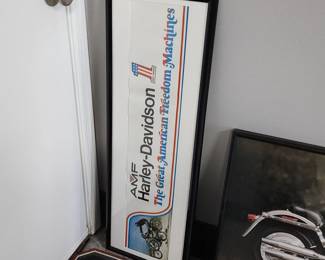 AMF
Harley-Davidson
The Great American Freedom Machines